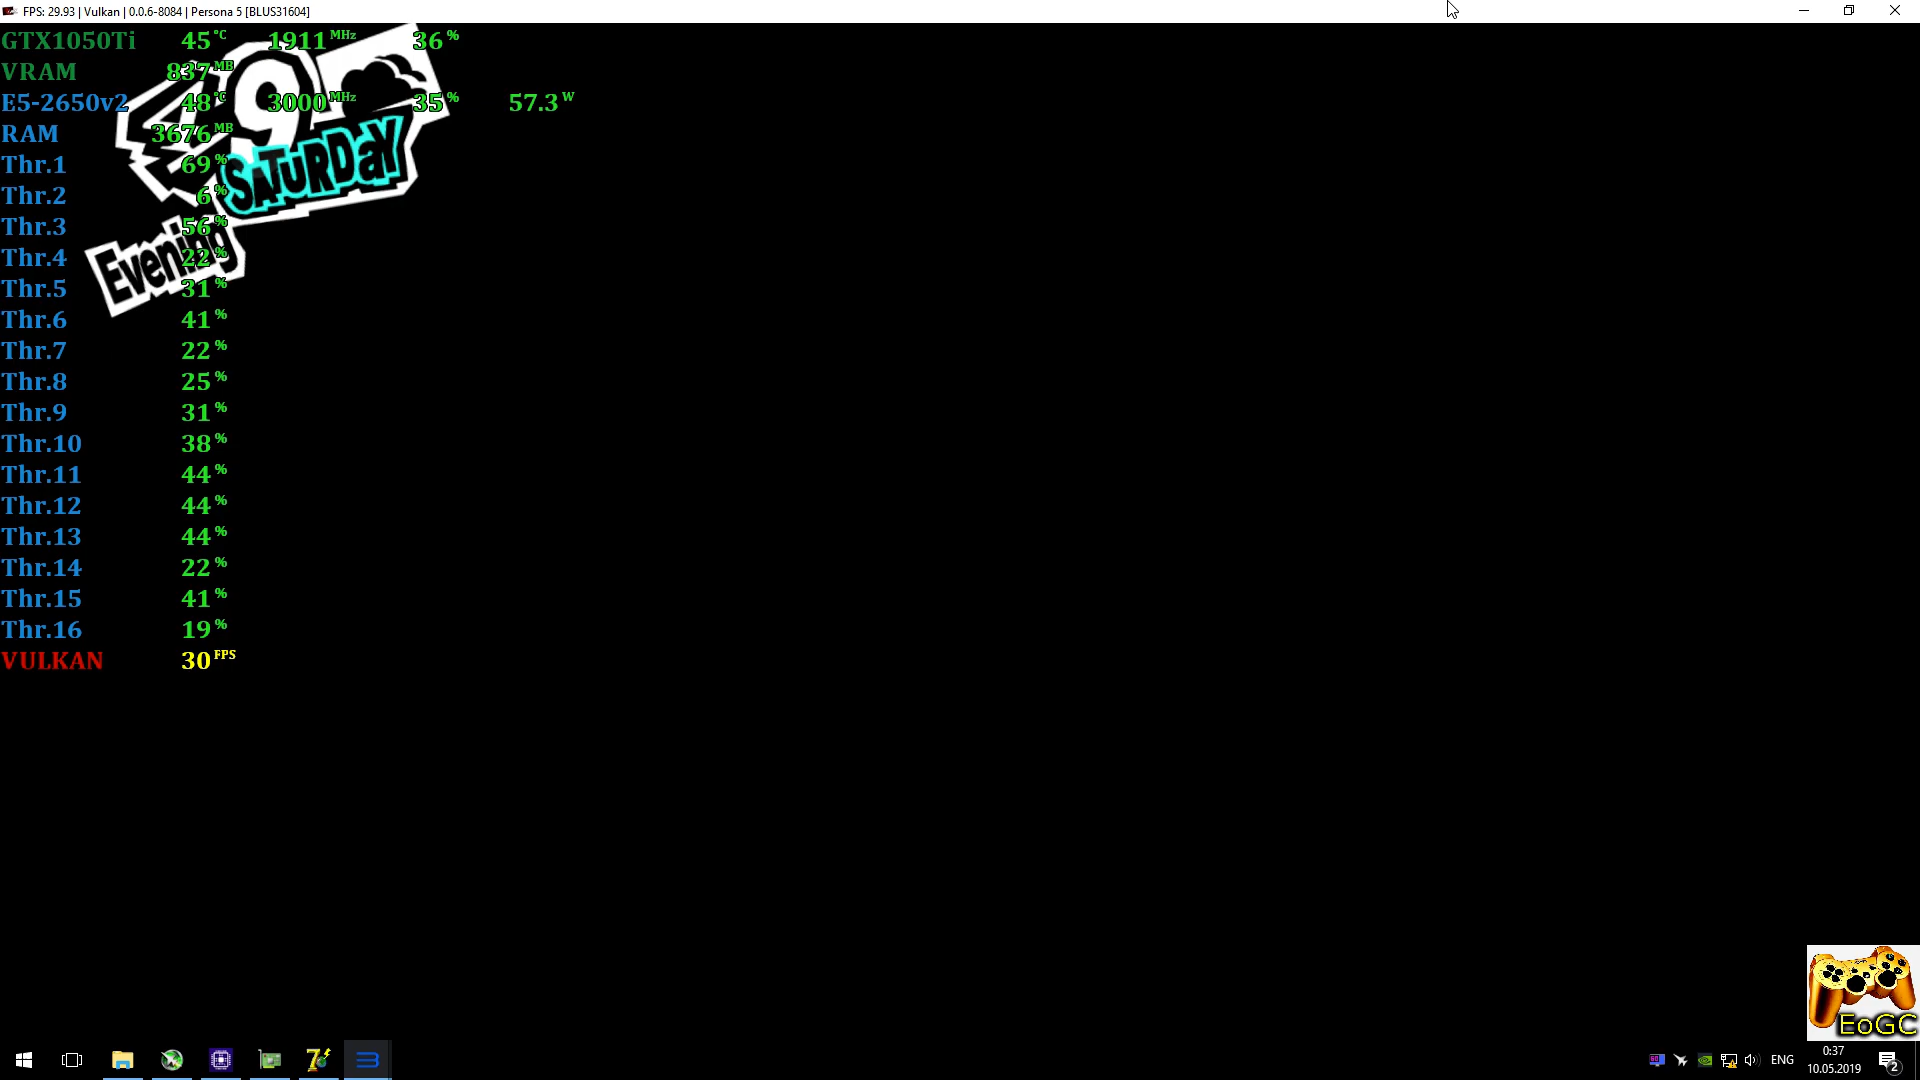 FPS: 29.93 | Vulkan | 0.0.6-8084 | Persona 5 [BLUS31604]
GTX1050Ti 45 °C 1911 MHz 36 %
VRAM 837 MB
E5-2650v2 48 °C 3000 MHz 35 % 57.3 W
RAM 3676 MB
Thr.1 69 %
Thr.2 6 %
Thr.3 56 %
Thr.4 22 %
Thr.5 31 %
Thr.6 41 %
Thr.7 22 %
Thr.8 25 %
Thr.9 31 %
Thr.10 38 %
Thr.11 44 %
Thr.12 44 %
Thr.13 44 %
Thr.14 22 %
Thr.15 41 %
Thr.16 19 %
VULKAN 30 FPS
9
SATURDAY
Evening
EoGC
ENG
0:37
10.05.2019
2